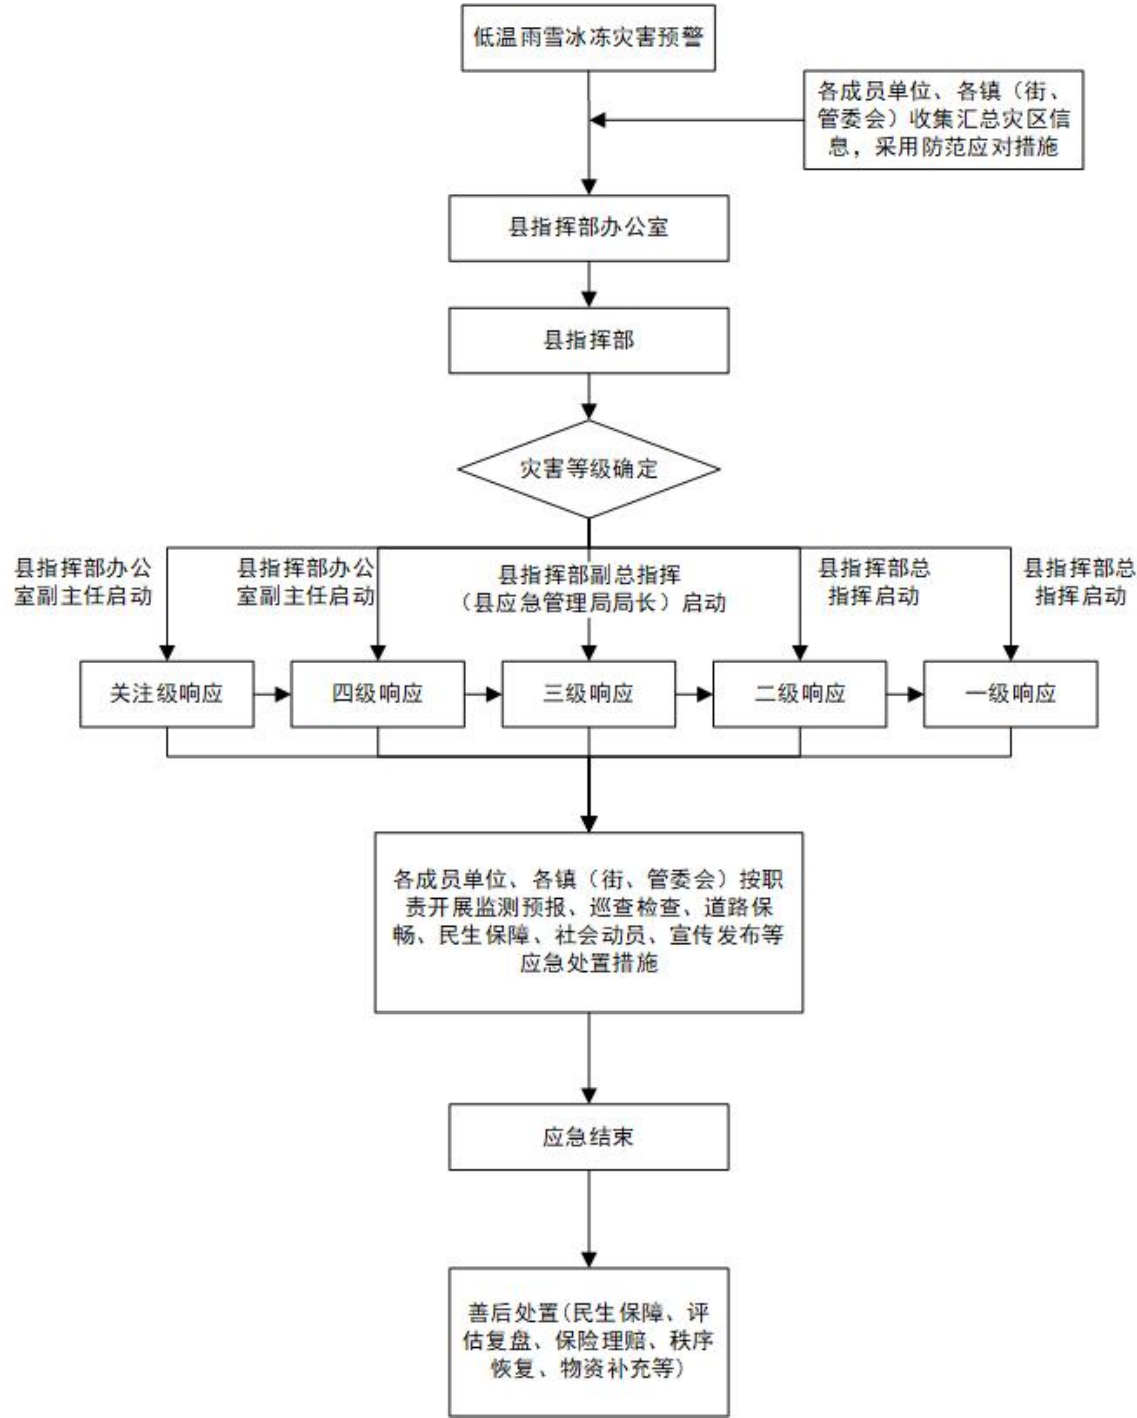 低温雨雪冰冻灾害预警
各成员单位、各镇（街、
管委会）收集汇总灾区信
息，采用防范应对措施
县指挥部办公室
县指挥部
灾害等级确定
县指挥部办公
室副主任启动
县指挥部办公
室副主任启动
县指挥部副总指挥
（县应急管理局局长）启动
县指挥部总
指挥启动
县指挥部总
指挥启动
关注级响应
四级响应
三级响应
二级响应
一级响应
各成员单位、各镇（街、管委会）按职
责开展监测预报、巡查检查、道路保
畅、民生保障、社会动员、宣传发布等
应急处置措施
应急结束
善后处置(民生保障、评
估复盘、保险理赔、秩序
恢复、物资补充等)